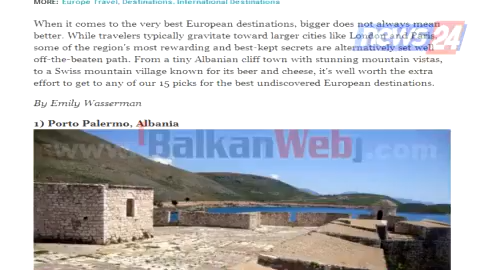 MORE: Europe Travel, Destinations, International Destinations
When it comes to the very best European destinations, bigger does not always mean
better. While travelers typically gravitate toward larger cities like London and Paris,
some of the region's most rewarding and best-kept secrets are alternatively set well
off-the-beaten path. From a tiny Albanian cliff town with stunning mountain vistas,
to a Swiss mountain village known for its beer and cheese, it's well worth the extra
effort to get to any of our 15 picks for the best undiscovered European destinations.
news24
By Emily Wasserman
1) Porto Palermo, Albania
www.BalkanWeb.com